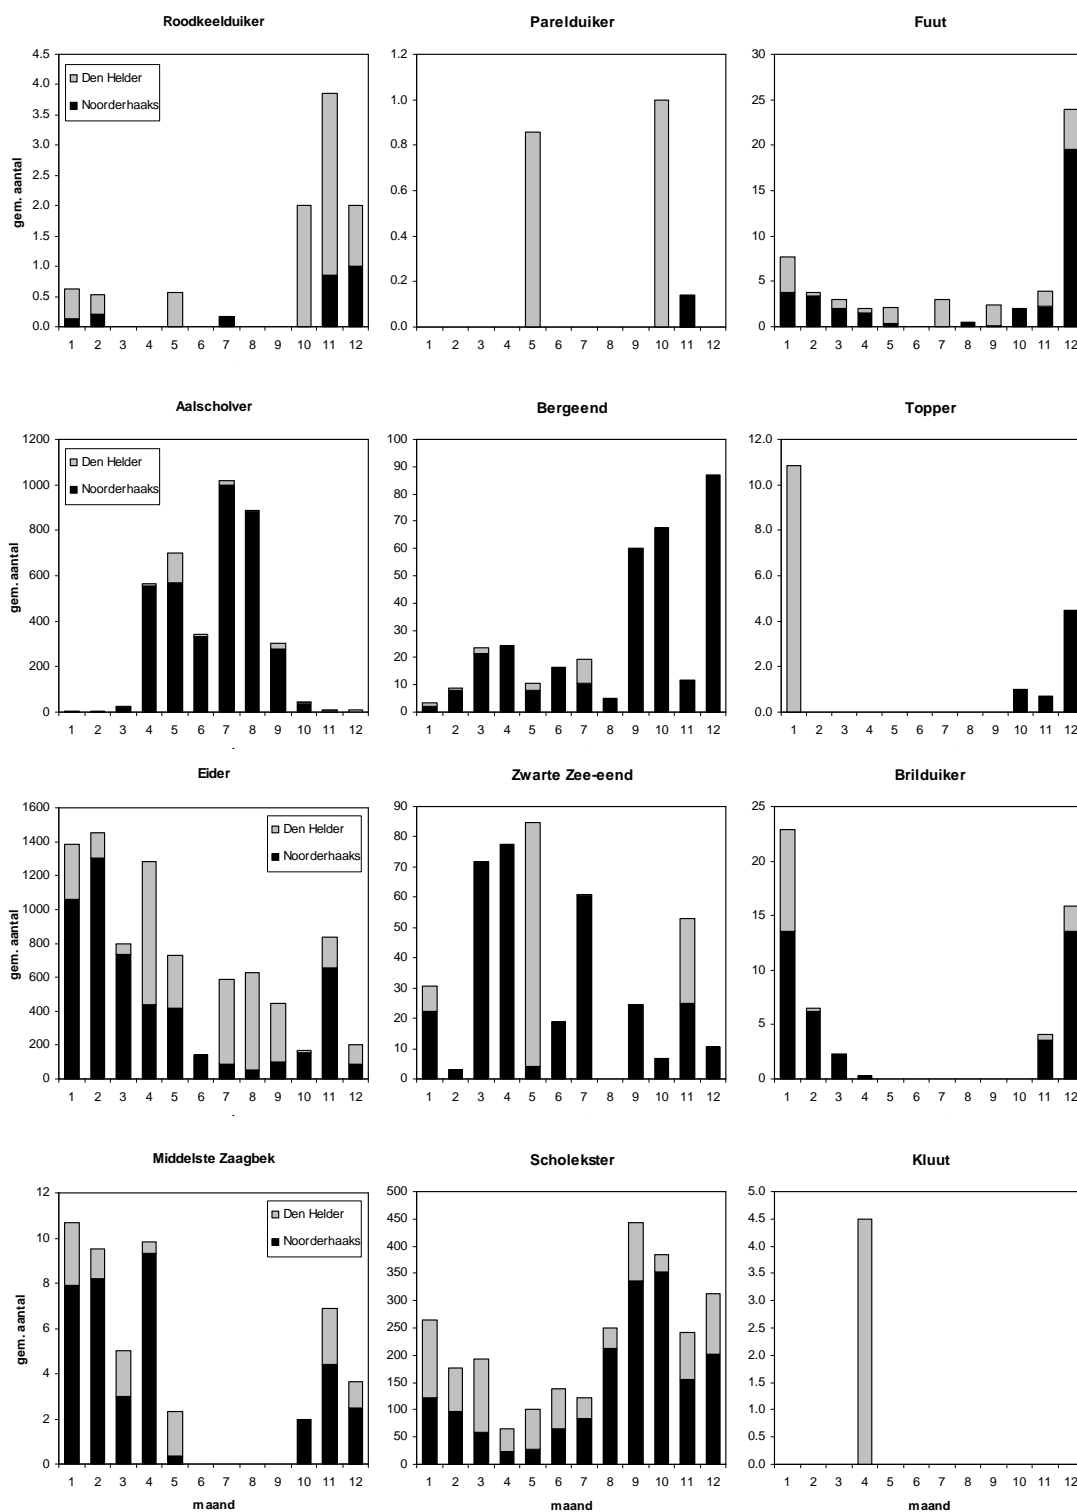 Roodkeelduiker Parelduiker Fuut
4.5 1.2 30
4.0 1.0 25
3.5 0.8 20
3.0 0.6 15
2.5 0.4 10
2.0 0.2 5
1.5 0.0 0
1.0
0.5
0.0
Den Helder
Noorderhaaks
gem. aantal
1 2 3 4 5 6 7 8 9 10 11 12
1 2 3 4 5 6 7 8 9 10 11 12
1 2 3 4 5 6 7 8 9 10 11 12
Aalscholver Bergeend Topper
1200 100 12.0
1000 90 10.0
800 80 8.0
600 70 6.0
400 60 4.0
200 50 2.0
0 40 0.0
30
20
10
0
Den Helder
Noorderhaaks
gem. aantal
1 2 3 4 5 6 7 8 9 10 11 12
1 2 3 4 5 6 7 8 9 10 11 12
1 2 3 4 5 6 7 8 9 10 11 12
Eider Zwarte Zee-eend Brilduiker
1600 90 25
1400 80 20
1200 70 15
1000 60 10
800 50 5
600 40 0
400 30
200 20
0 10
0
Den Helder
Noorderhaaks
gem. aantal
1 2 3 4 5 6 7 8 9 10 11 12
1 2 3 4 5 6 7 8 9 10 11 12
1 2 3 4 5 6 7 8 9 10 11 12
Middelste Zaagbek Scholekster Kluut
12 500 5.0
10 450 4.5
8 400 4.0
6 350 3.5
4 300 3.0
2 250 2.5
0 200 2.0
150 1.5
100 1.0
50 0.5
0 0.0
Den Helder
Noorderhaaks
gem. aantal
1 2 3 4 5 6 7 8 9 10 11 12
1 2 3 4 5 6 7 8 9 10 11 12
1 2 3 4 5 6 7 8 9 10 11 12
maand maand maand